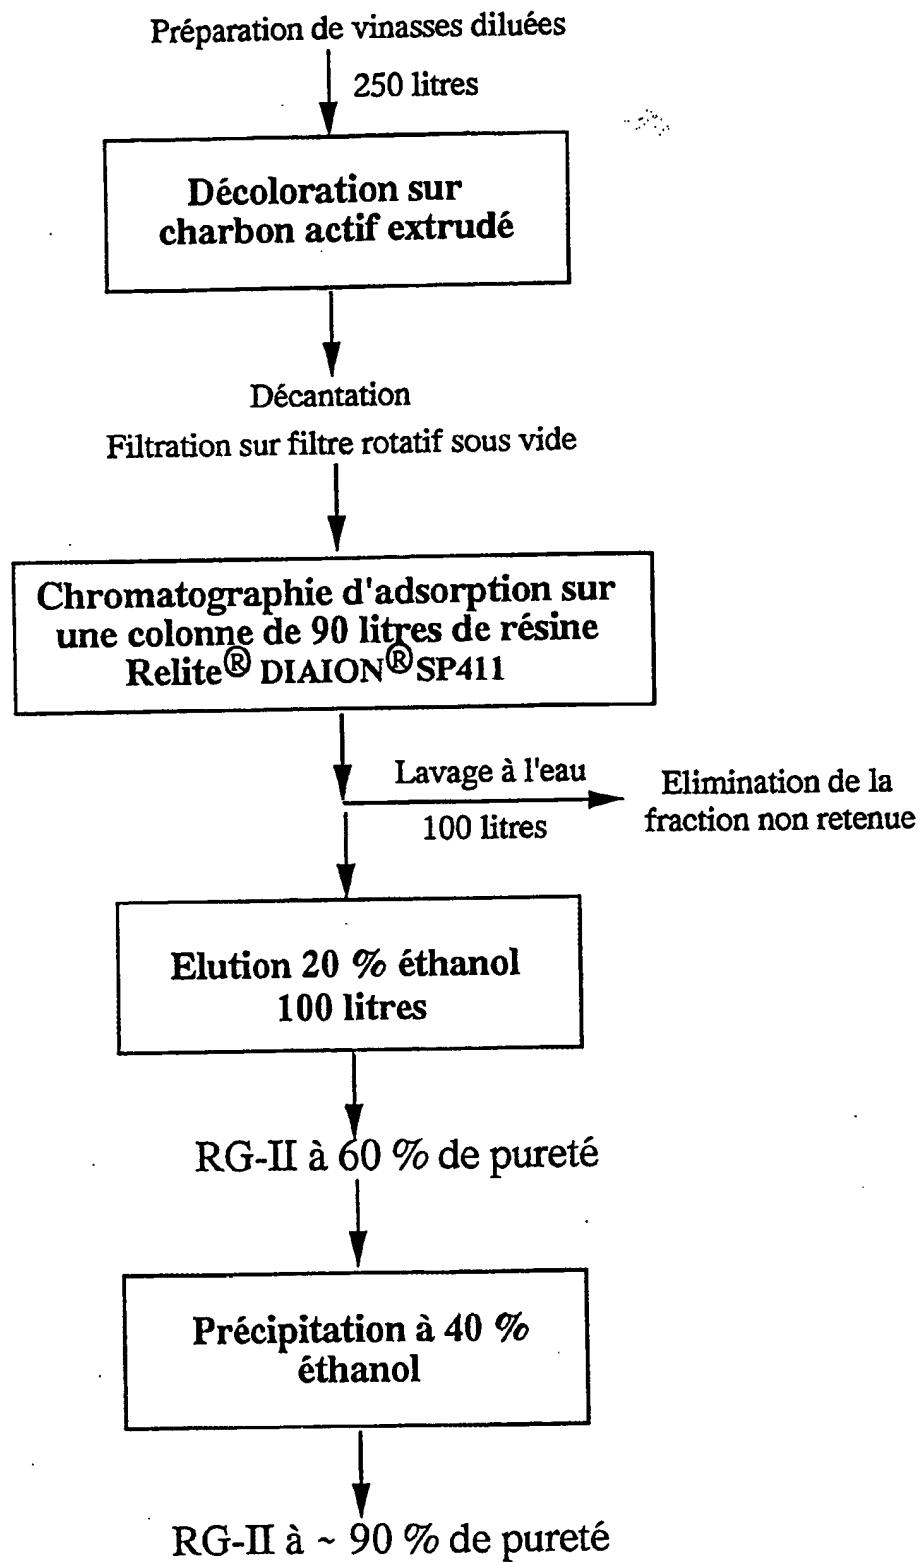 Préparation de vinasses diluées
250 litres
Décoloration sur
charbon actif extrudé
Décantation
Filtration sur filtre rotatif sous vide
Chromatographie d'adsorption sur
une colonne de 90 litres de résine
Relite® DIAION® SP411
Lavage à l'eau
100 litres
Elimination de la
fraction non retenue
Elution 20 % éthanol
100 litres
RG-II à 60 % de pureté
Précipitation à 40 %
éthanol
RG-II à ~ 90 % de pureté